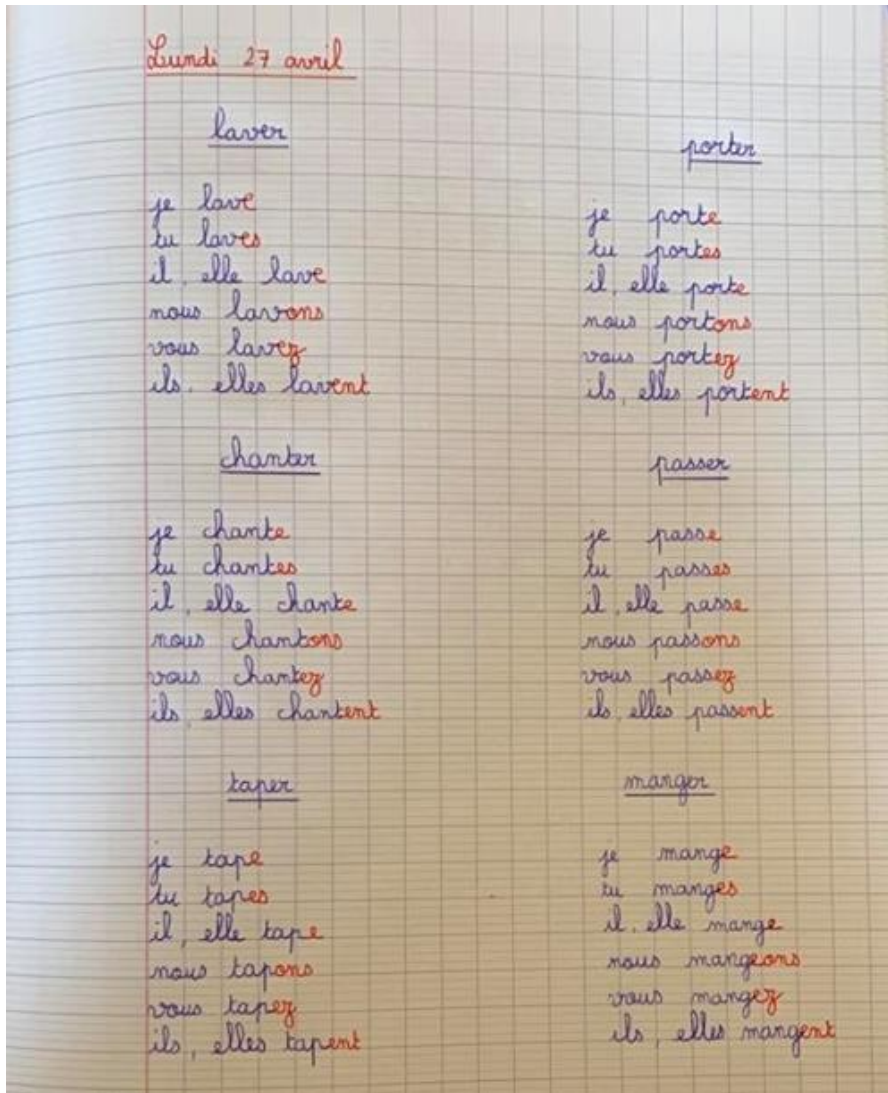 Lundi 27 avril
laver
je lave
tu laves
il, elle lave
nous lavons
vous lavez
ils, elles lavent
porter
je porte
tu portes
il, elle porte
nous portons
vous portez
ils, elles portent
chanter
je chante
tu chantes
il, elle chante
nous chantons
vous chantez
ils, elles chantent
passer
je passe
tu passes
il, elle passe
nous passons
vous passez
ils, elles passent
taper
je tape
tu tapes
il, elle tape
nous tapons
vous tapez
ils, elles tapent
manger
je mange
tu manges
il, elle mange
nous mangeons
vous mangez
ils, elles mangent